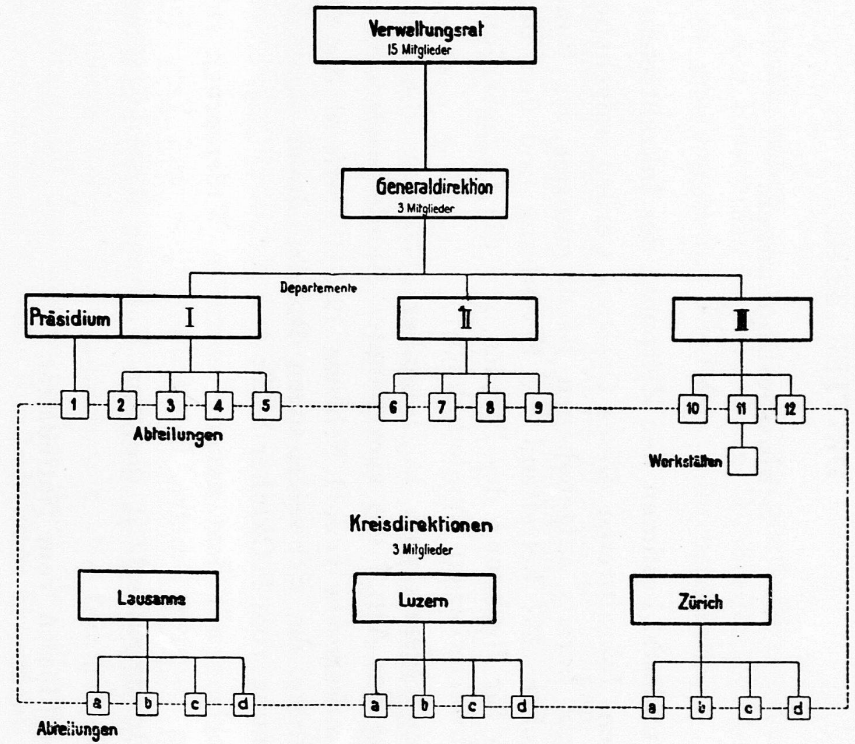 Verwaltungsrat
15 Mitglieder
Generaldirektion
3 Mitglieder
Departemente
Präsidium I II III
1 2 3 4 5 6 7 8 9 10 11 12
Abteilungen
Werkstätten
Kreisdirektionen
3 Mitglieder
Lausanne Luzern Zürich
a b c d a b c d a b c d
Abteilungen